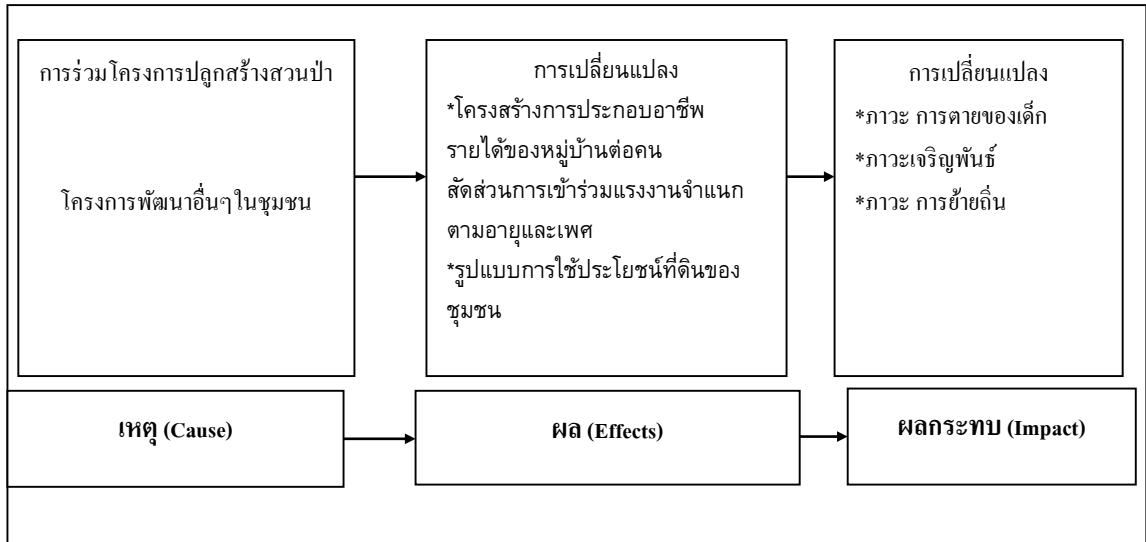 การร่วมโครงการปลูกสร้างสวนป่า
โครงการพัฒนาอื่นๆในชุมชน
การเปลี่ยนแปลง
*โครงสร้างการประกอบอาชีพ
รายได้ของหมู่บ้านต่อคน
สัดส่วนการเข้าร่วมแรงงานจำแนก
ตามอายุและเพศ
*รูปแบบการใช้ประโยชน์ที่ดินของ
ชุมชน
การเปลี่ยนแปลง
*ภาวะ การตายของเด็ก
*ภาวะเจริญพันธ์
*ภาวะ การย้ายถิ่น
เหตุ (Cause)
ผล (Effects)
ผลกระทบ (Impact)